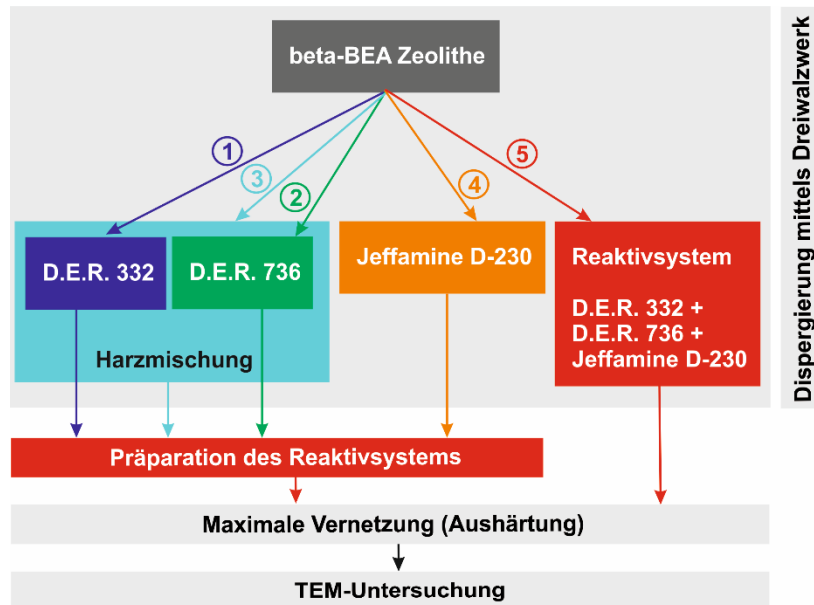 beta-BEA Zeolithe
1
3
2
4
5
D.E.R. 332
D.E.R. 736
Harzmischung
Jeffamine D-230
Reaktivsystem
D.E.R. 332 +
D.E.R. 736 +
Jeffamine D-230
Dispergierung mittels Dreiwalzwerk
Präparation des Reaktivsystems
Maximale Vernetzung (Aushärtung)
TEM-Untersuchung